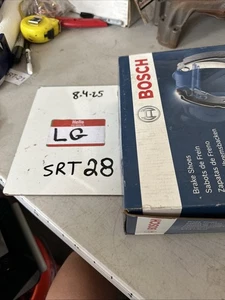 8.4.25
Hello
LG
SRT28
BOSCH
Brake Shoes
Sabots de Frein
Zapatas de Freno